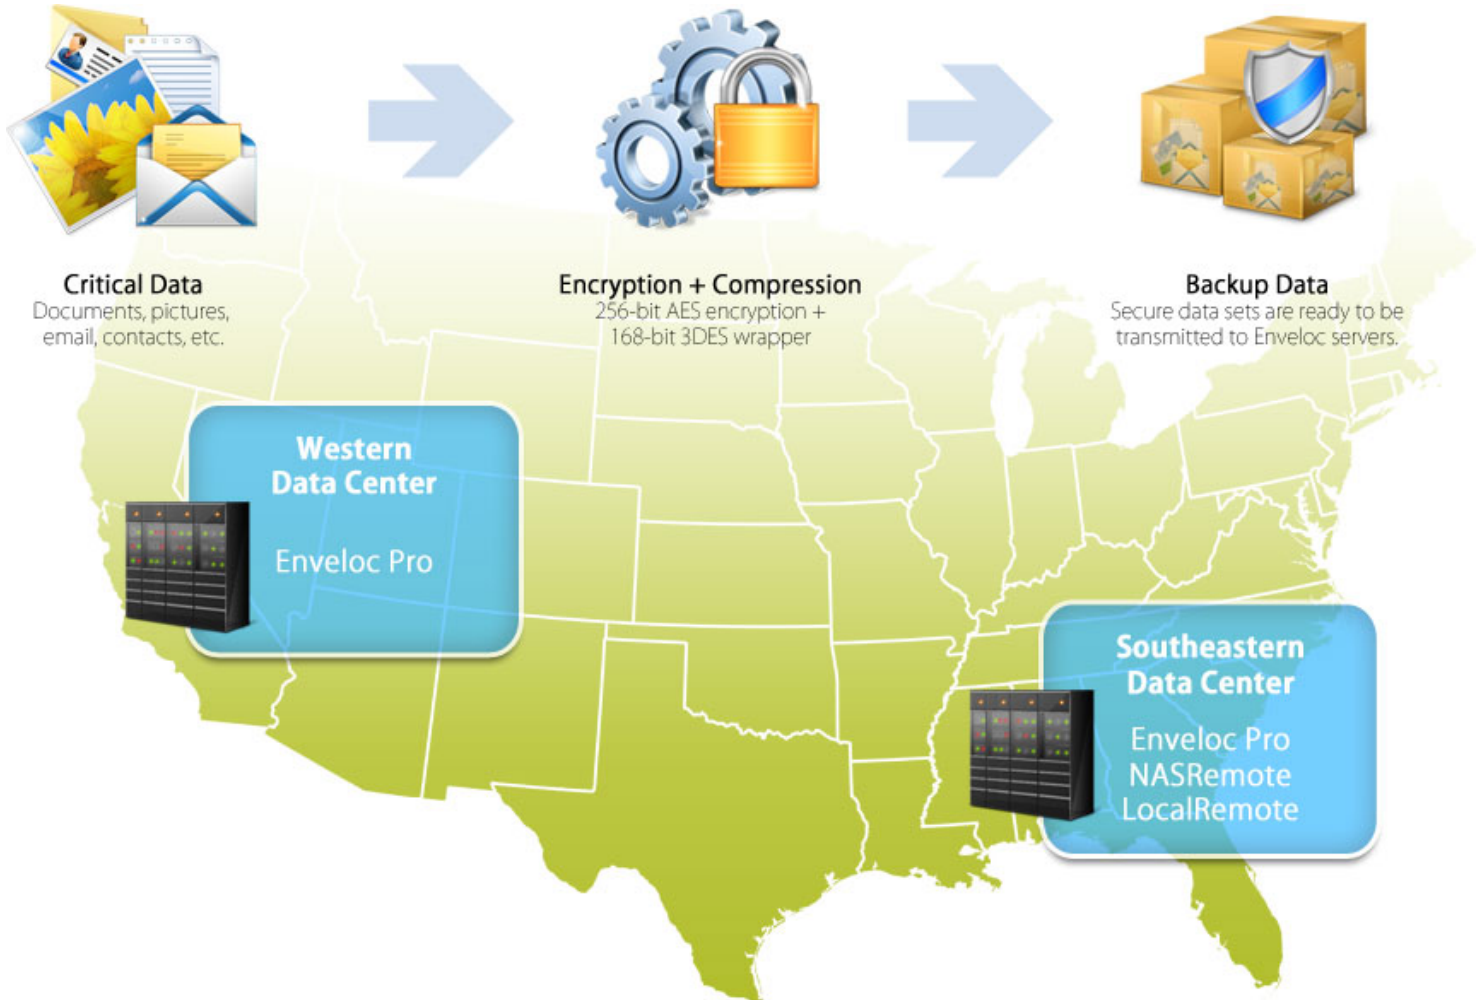 Critical Data
Documents, pictures,
email, contacts, etc.
Encryption + Compression
256-bit AES encryption +
168-bit 3DES wrapper
Backup Data
Secure data sets are ready to be
transmitted to Enveloc servers.
Western
Data Center
Enveloc Pro
Southeastern
Data Center
Enveloc Pro
NASRemote
LocalRemote